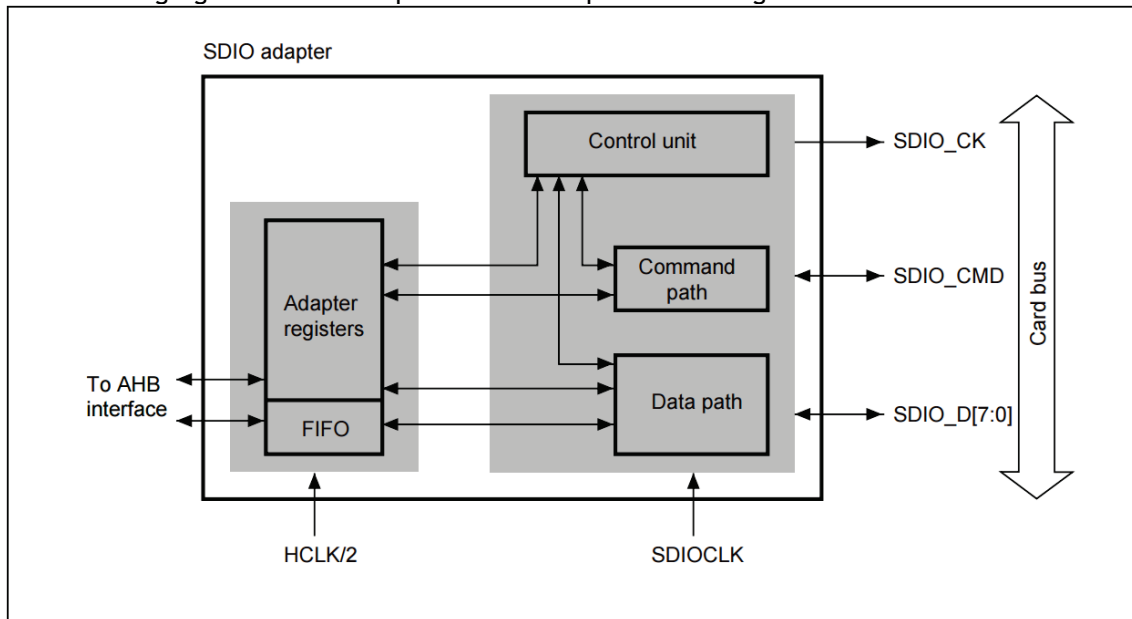 SDIO adapter
Control unit
SDIO_CK
Command
path
SDIO_CMD
Adapter
registers
Card bus
To AHB
interface
Data path
SDIO_D[7:0]
FIFO
HCLK/2
SDIOCLK